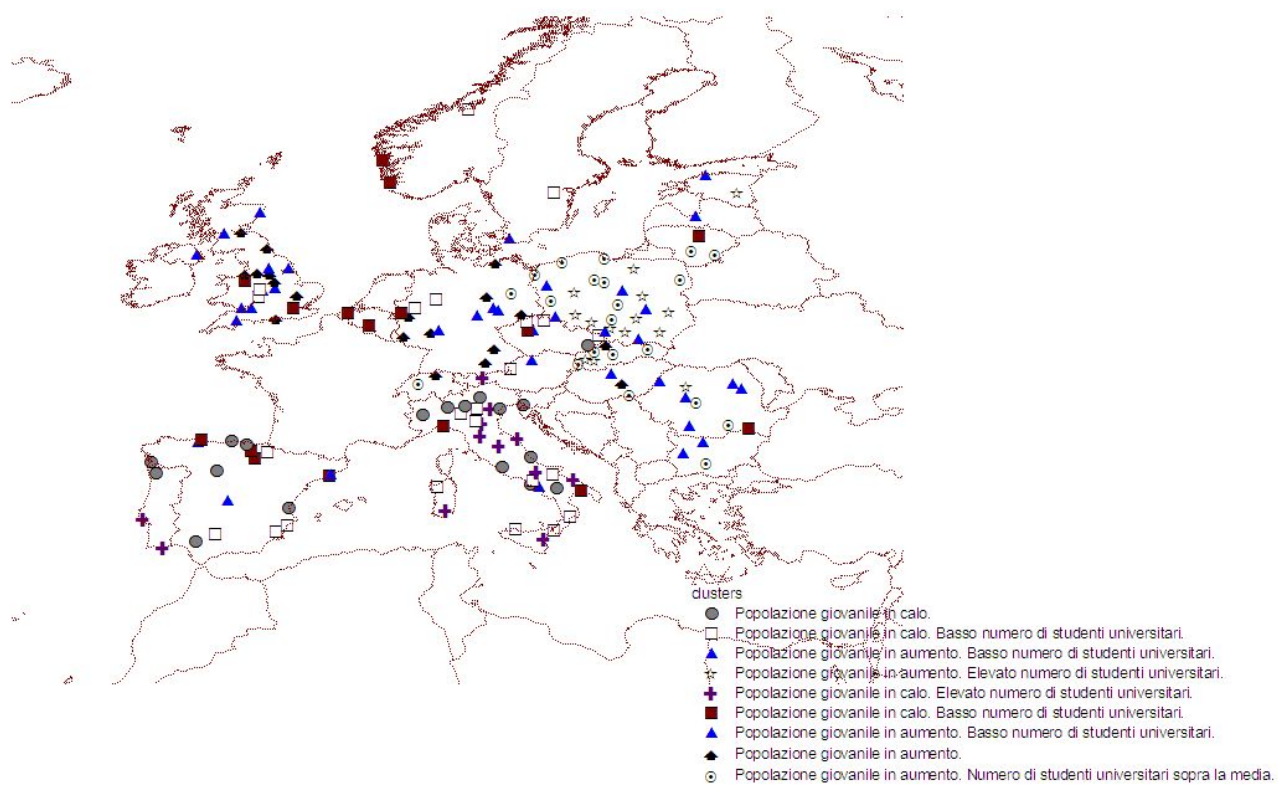 clusters
Popolazione giovanile in calo.
Popolazione giovanile in calo. Basso numero di studenti universitari.
Popolazione giovanile in aumento. Basso numero di studenti universitari.
Popolazione giovanile in aumento. Elevato numero di studenti universitari.
Popolazione giovanile in calo. Elevato numero di studenti universitari.
Popolazione giovanile in calo. Basso numero di studenti universitari.
Popolazione giovanile in aumento. Basso numero di studenti universitari.
Popolazione giovanile in aumento.
Popolazione giovanile in aumento. Numero di studenti universitari sopra la media.